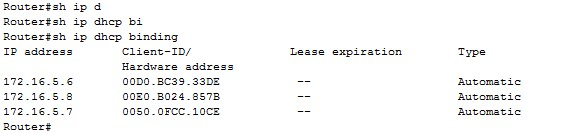 Router#sh ip d
Router#sh ip dhcp bi
Router#sh ip dhcp binding
IP address Client-ID/ Lease expiration Type
Hardware address
172.16.5.6 00D0.BC39.33DE -- Automatic
172.16.5.8 00E0.B024.857B -- Automatic
172.16.5.7 0050.0FCC.10CE -- Automatic
Router#